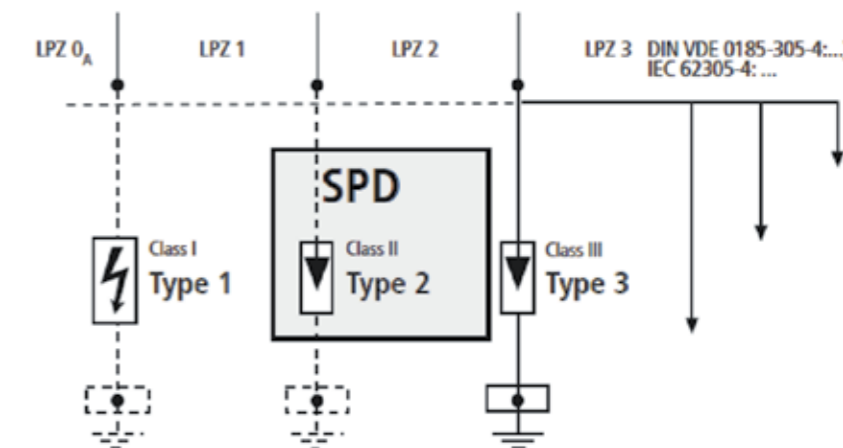 LPZ 0A
LPZ 1
LPZ 2
LPZ 3 DIN VDE 0185-305-4:...
IEC 62305-4: ...
SPD
Class I
Type 1
Class II
Type 2
Class III
Type 3